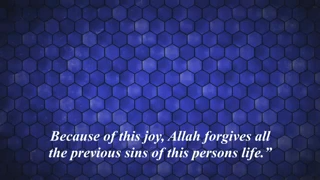 Because of this joy, Allah forgives all
the previous sins of this persons life.”